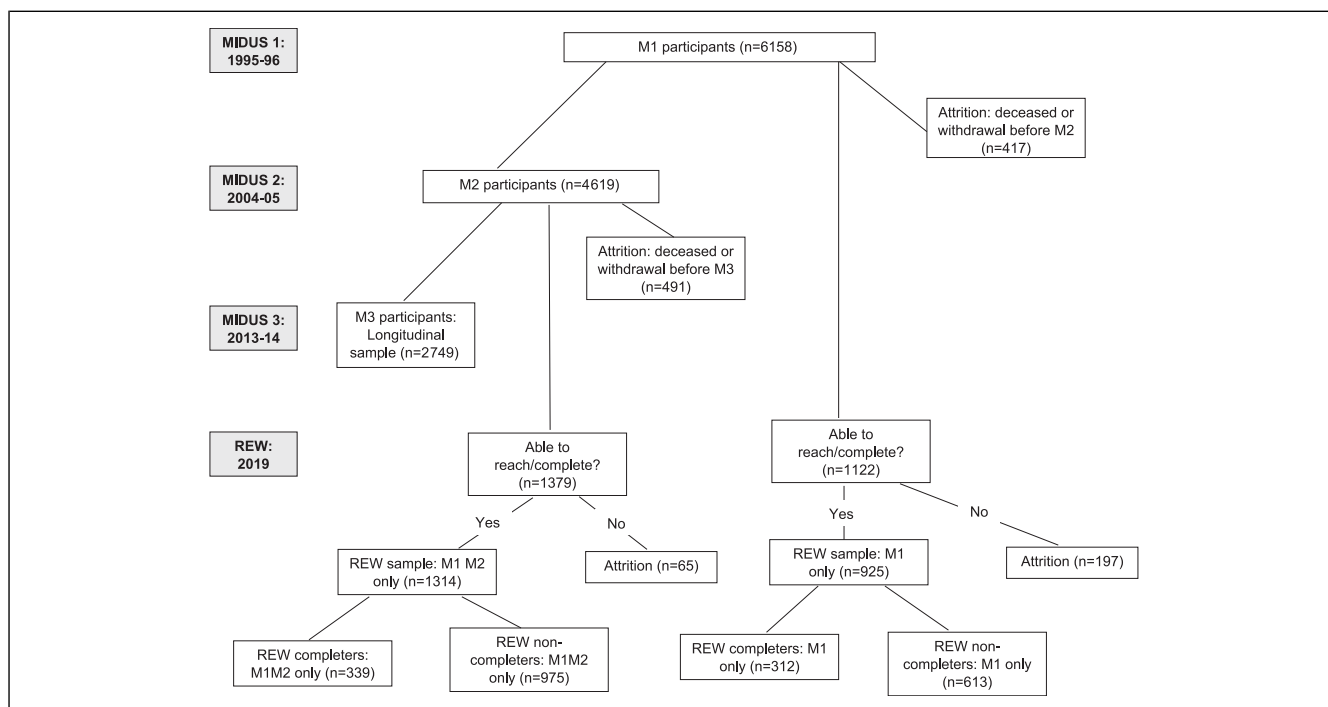 MIDUS 1:
1995-96
M1 participants (n=6158)
Attrition: deceased or
withdrawal before M2
(n=417)
MIDUS 2:
2004-05
M2 participants (n=4619)
Attrition: deceased or
withdrawal before M3
(n=491)
MIDUS 3:
2013-14
M3 participants:
Longitudinal
sample (n=2749)
REW:
2019
Able to
reach/complete?
(n=1379)
Able to
reach/complete?
(n=1122)
Yes
No
Yes
No
REW sample: M1 M2
only (n=1314)
Attrition (n=65)
REW sample: M1
only (n=925)
Attrition (n=197)
REW completers:
M1M2 only (n=339)
REW non-
completers: M1M2
only (n=975)
REW completers: M1
only (n=312)
REW non-
completers: M1 only
(n=613)